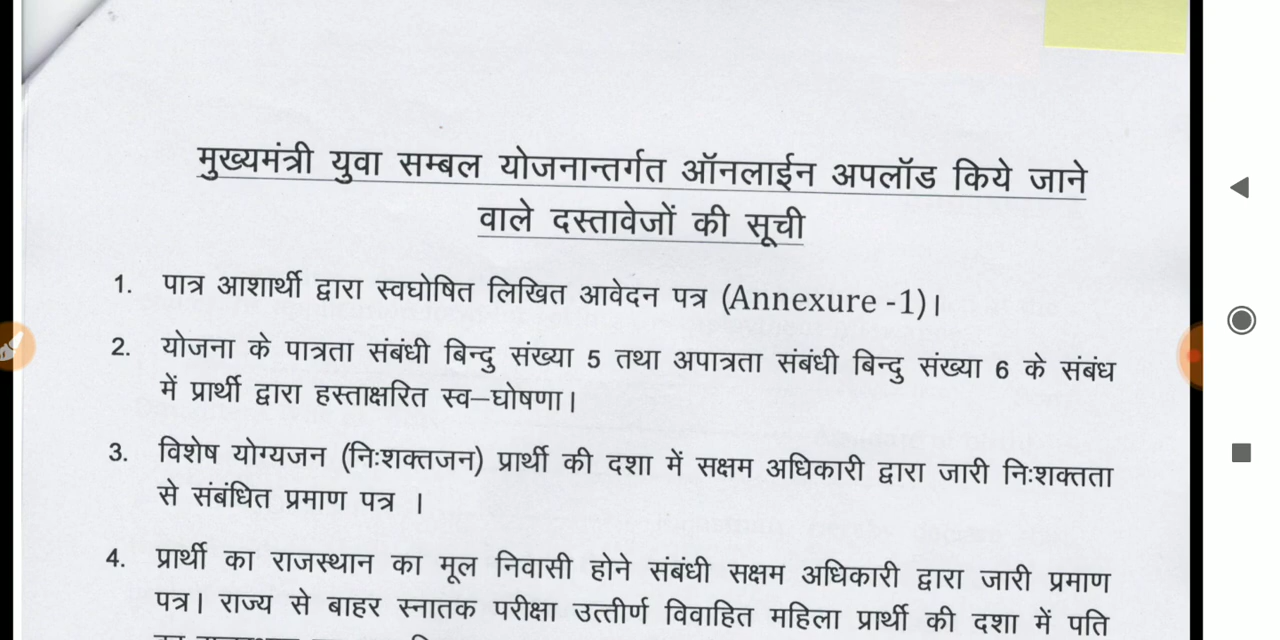 मुख्यमंत्री युवा सम्बल योजनान्तर्गत ऑनलाईन अपलॉड किये जाने
वाले दस्तावेजों की सूची
1. पात्र आशार्थी द्वारा स्वघोषित लिखित आवेदन पत्र (Annexure -1)।
2. योजना के पात्रता संबंधी बिन्दु संख्या 5 तथा अपात्रता संबंधी बिन्दु संख्या 6 के संबंध
में प्रार्थी द्वारा हस्ताक्षरित स्व–घोषणा।
3. विशेष योग्यजन (निःशक्तजन) प्रार्थी की दशा में सक्षम अधिकारी द्वारा जारी निःशक्तता
से संबंधित प्रमाण पत्र ।
4. प्रार्थी का राजस्थान का मूल निवासी होने संबंधी सक्षम अधिकारी द्वारा जारी प्रमाण
पत्र। राज्य से बाहर स्नातक परीक्षा उत्तीर्ण विवाहित महिला प्रार्थी की दशा में पति